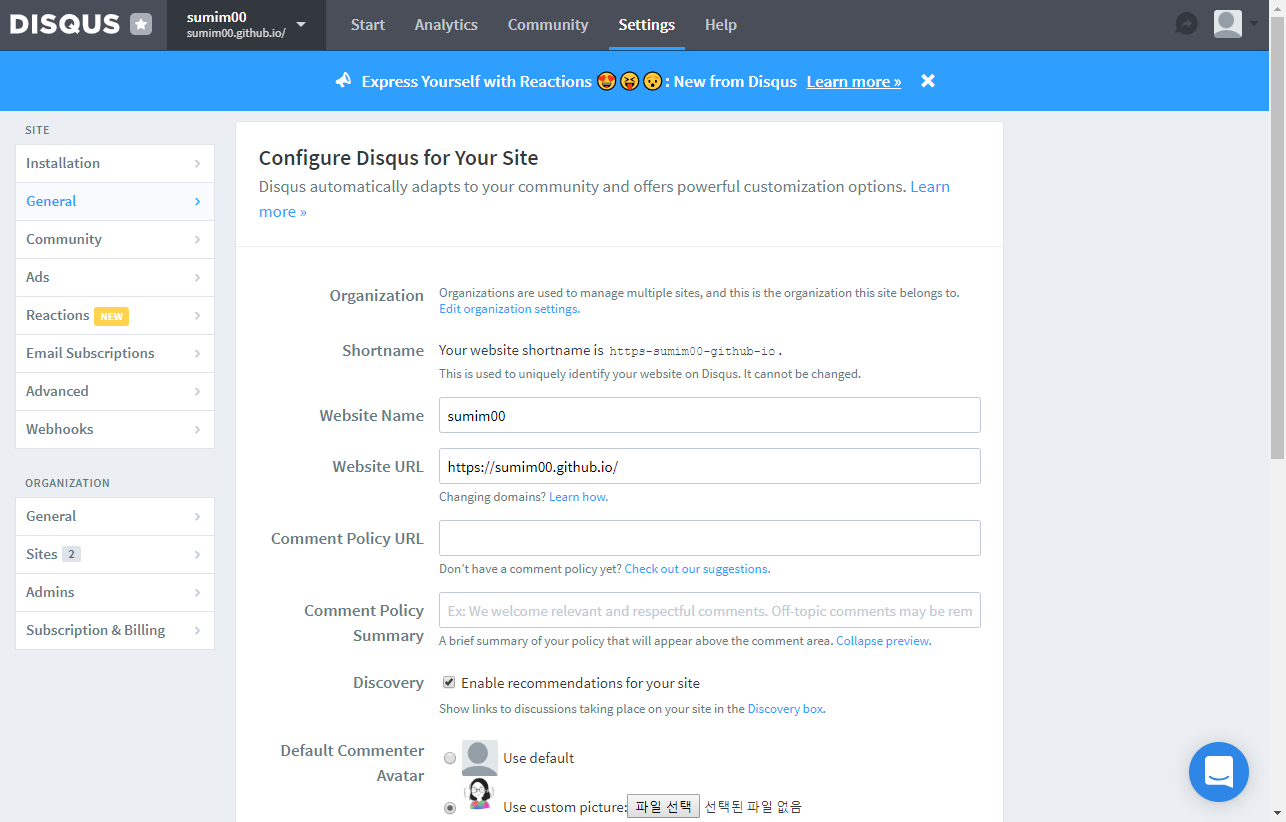 DISQUS
sumim00
sumim00.github.io/
Start
Analytics
Community
Settings
Help
Express Yourself with Reactions 😍😝😯: New from Disqus Learn more »
SITE
Installation
General
Community
Ads
Reactions NEW
Email Subscriptions
Advanced
Webhooks
ORGANIZATION
General
Sites 2
Admins
Subscription & Billing
Configure Disqus for Your Site
Disqus automatically adapts to your community and offers powerful customization options. Learn
more »
Organization
Organizations are used to manage multiple sites, and this is the organization this site belongs to.
Edit organization settings.
Shortname
Your website shortname is https-sumim00-github-io.
This is used to uniquely identify your website on Disqus. It cannot be changed.
Website Name
sumim00
Website URL
https://sumim00.github.io/
Changing domains? Learn how.
Comment Policy URL
Don't have a comment policy yet? Check out our suggestions.
Comment Policy
Summary
Ex: We welcome relevant and respectful comments. Off-topic comments may be rem
A brief summary of your policy that will appear above the comment area. Collapse preview.
Discovery
Enable recommendations for your site
Show links to discussions taking place on your site in the Discovery box.
Default Commenter
Avatar
Use default
Use custom picture: 파일 선택 선택된 파일 없음